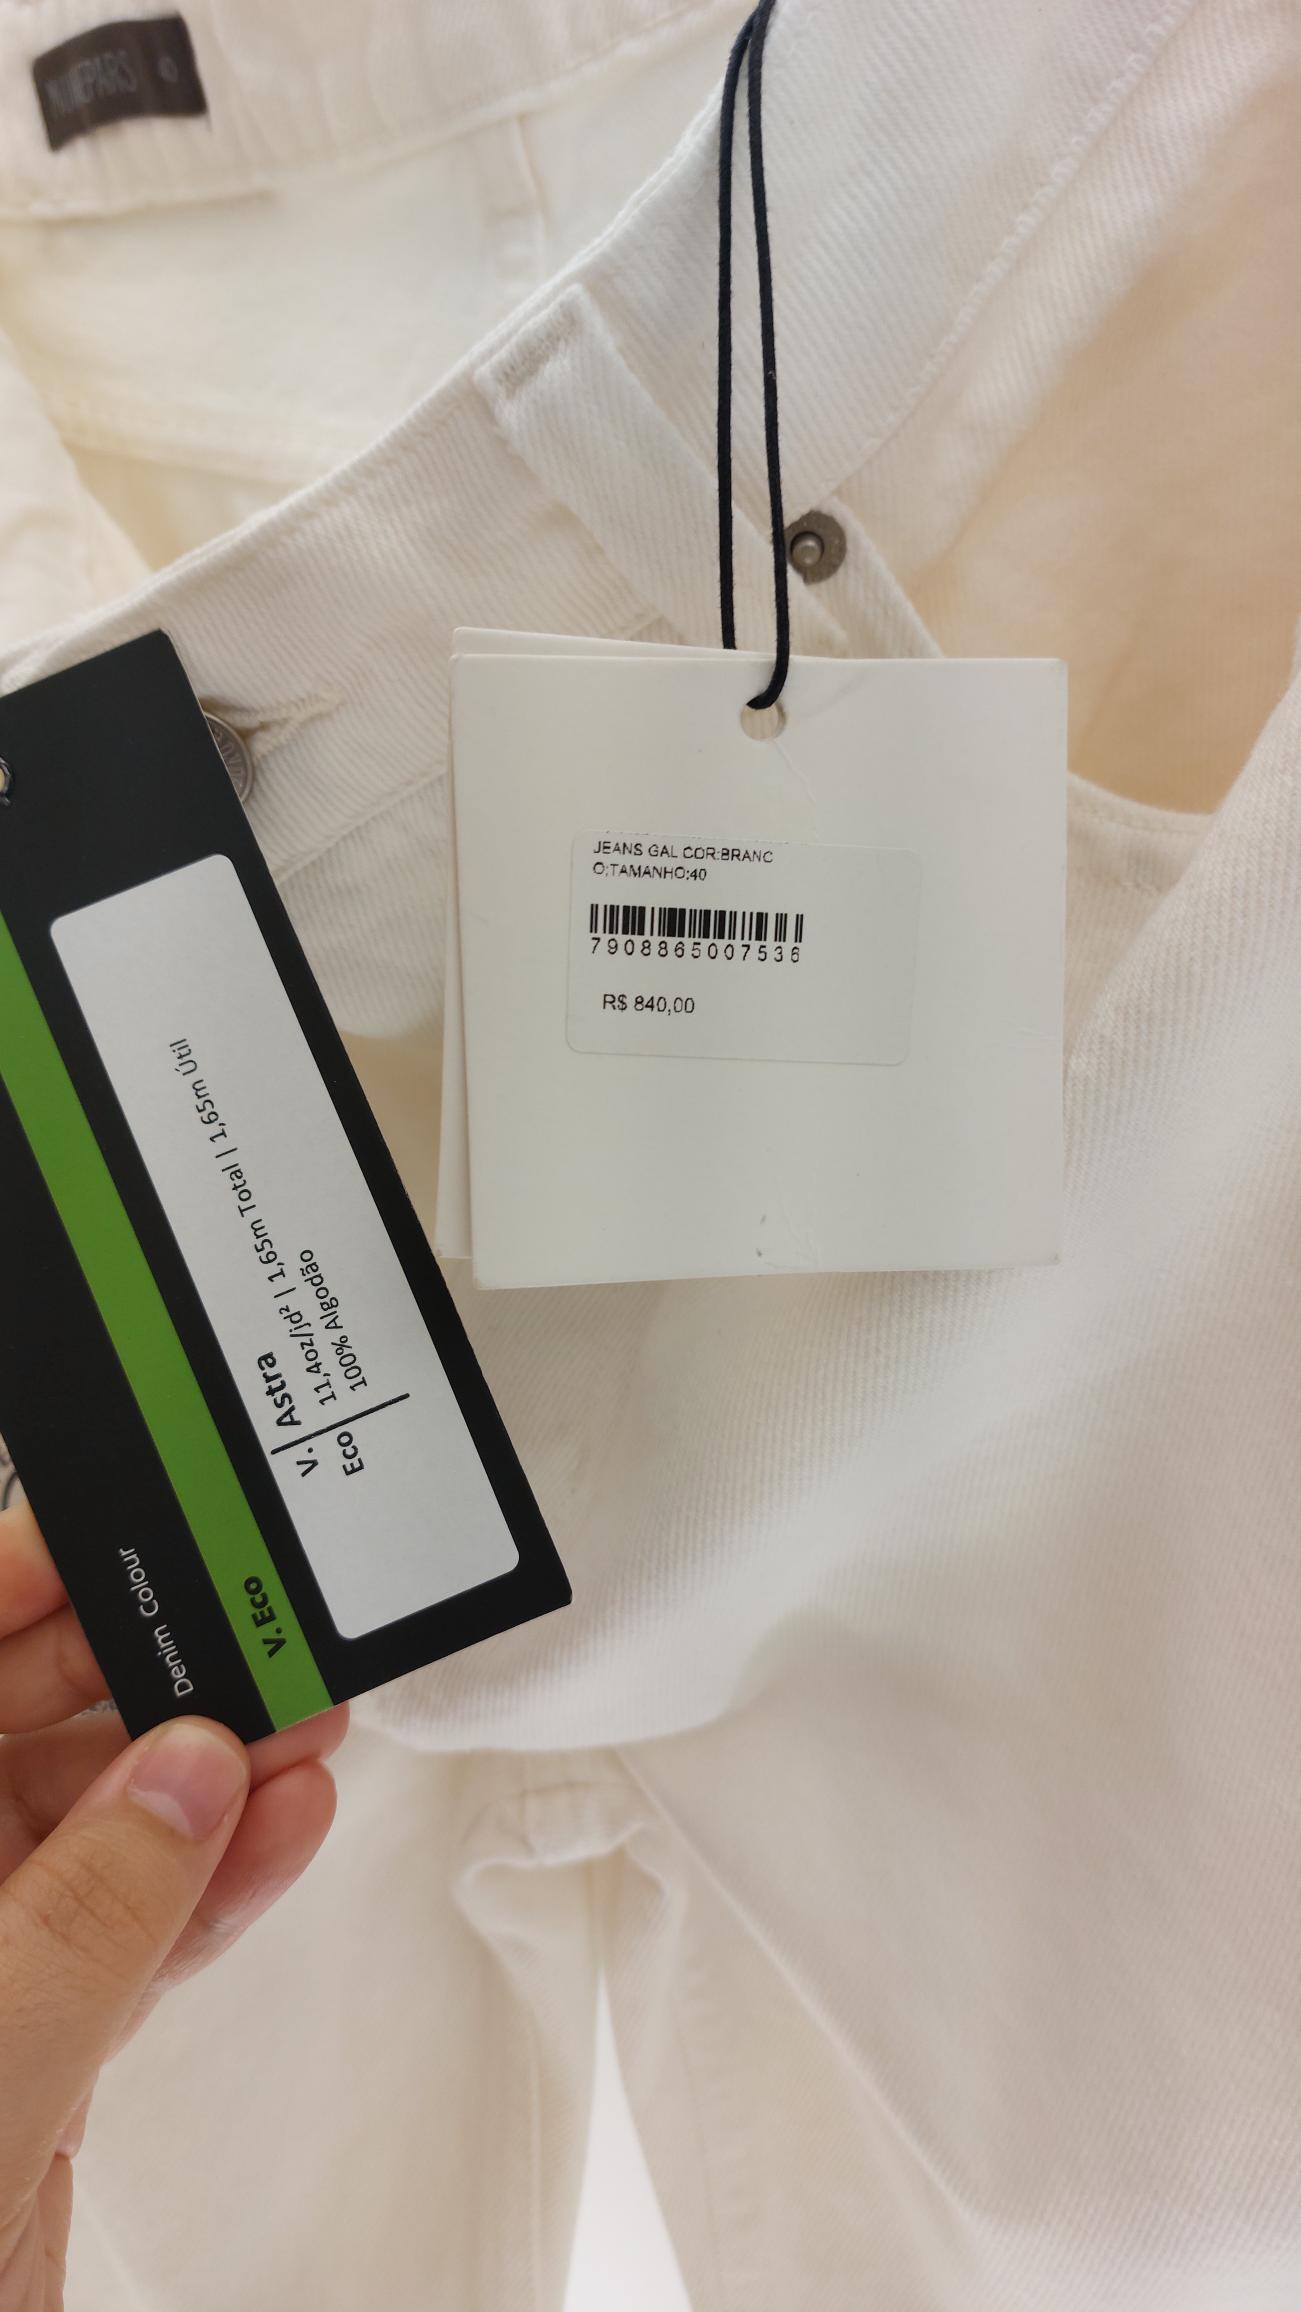 JEANS GAL COR:BRANC
O;TAMANHO:40
7908865007536
R$ 840,00
V. Astra
11,4oz/jd² | 1,65m Total | 1,65m Útil
Eco 100% Algodão
V. Eco
Denim Colour